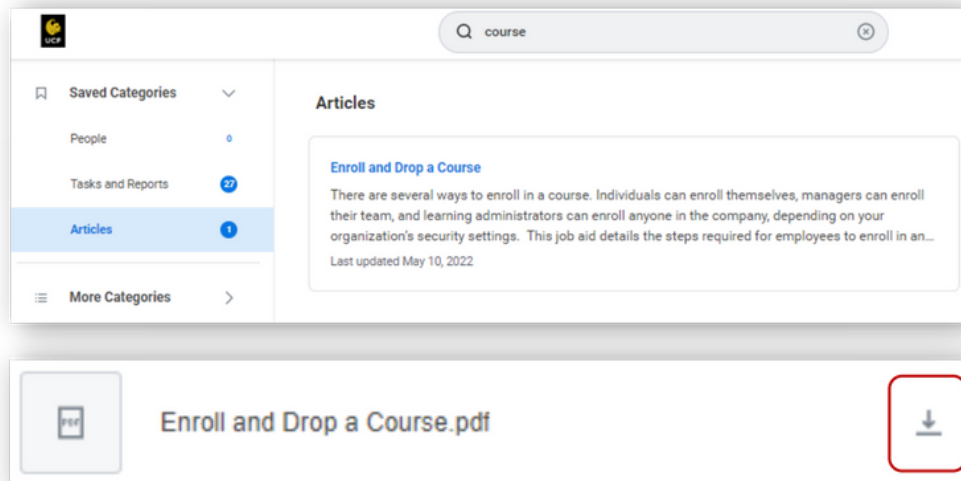 UCF
course
Saved Categories
People 0
Tasks and Reports 27
Articles 1
More Categories
Articles
Enroll and Drop a Course
There are several ways to enroll in a course. Individuals can enroll themselves, managers can enroll
their team, and learning administrators can enroll anyone in the company, depending on your
organization's security settings. This job aid details the steps required for employees to enroll in an...
Last updated May 10, 2022
PDF
Enroll and Drop a Course.pdf